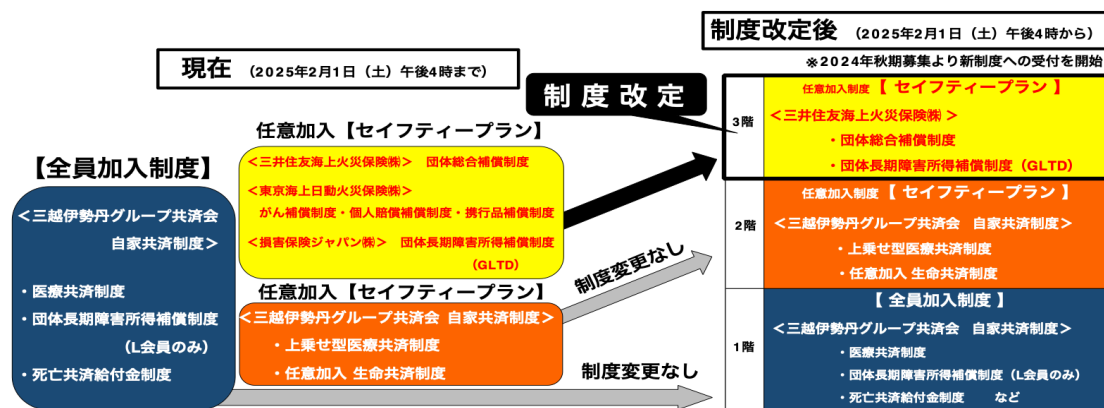 現在 (2025年2月1日(土)午後4時まで)
制度改定後 (2025年2月1日(土)午後4時から)
※2024年秋期募集より新制度への受付を開始
制度改定
【全員加入制度】
<三越伊勢丹グループ共済会
自家共済制度>
・医療共済制度
・団体長期障害所得補償制度
(L会員のみ)
・死亡共済給付金制度
任意加入【セイフティープラン】
<三井住友海上火災保険㈱> 団体総合補償制度
<東京海上日動火災保険㈱>
がん補償制度・個人賠償補償制度・携行品補償制度
<損害保険ジャパン㈱> 団体長期障害所得補償制度
(GLTD)
任意加入【セイフティープラン】
<三越伊勢丹グループ共済会 自家共済制度>
・上乗せ型医療共済制度
・任意加入 生命共済制度
制度変更なし
制度変更なし
3階
任意加入制度【 セイフティープラン 】
<三井住友海上火災保険㈱ >
・団体総合補償制度
・団体長期障害所得補償制度(GLTD)
2階
任意加入制度【 セイフティープラン 】
<三越伊勢丹グループ共済会 自家共済制度>
・上乗せ型医療共済制度
・任意加入 生命共済制度
1階
【 全員加入制度 】
<三越伊勢丹グループ共済会 自家共済制度>
・医療共済制度
・団体長期障害所得補償制度(L会員のみ)
・死亡共済給付金制度 など